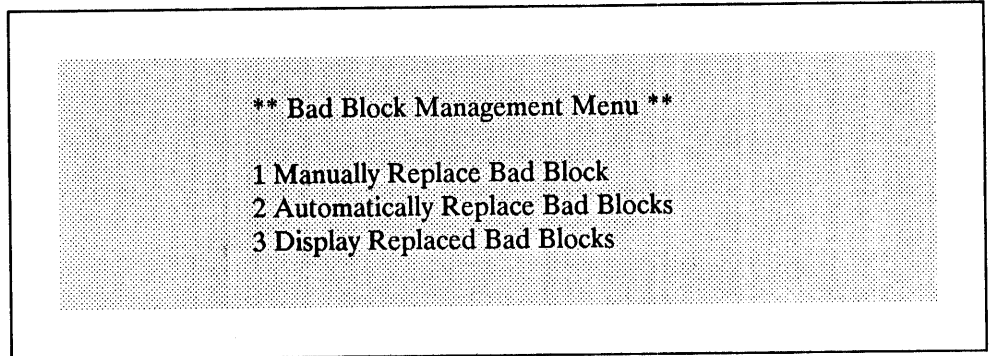 ** Bad Block Management Menu **
1 Manually Replace Bad Block
2 Automatically Replace Bad Blocks
3 Display Replaced Bad Blocks